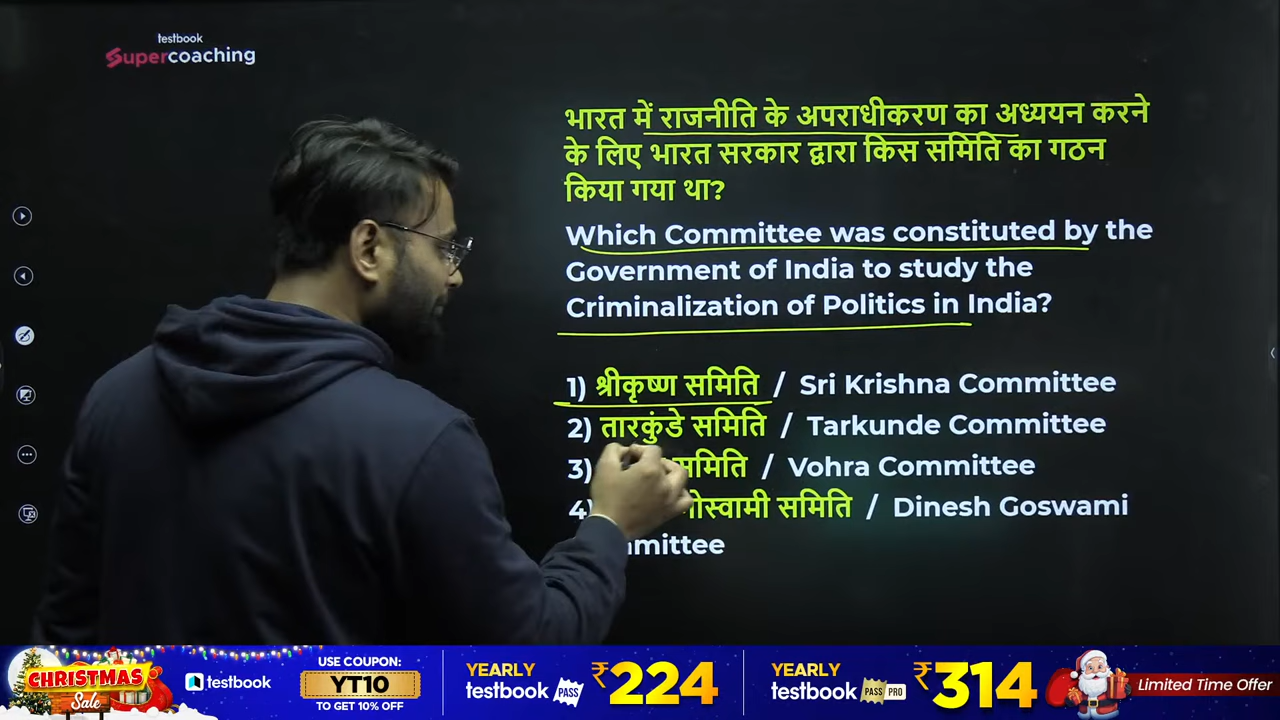 testbook
Supercoaching
भारत में राजनीति के अपराधीकरण का अध्ययन करने
के लिए भारत सरकार द्वारा किस समिति का गठन
किया गया था?
Which Committee was constituted by the
Government of India to study the
Criminalization of Politics in India?
1) श्रीकृष्ण समिति / Sri Krishna Committee
2) तारकुंडे समिति / Tarkunde Committee
3) समिति / Vohra Committee
4) समिति / Dinesh Goswami
CHRISTMAS
Sale
testbook
USE COUPON:
YT10
TO GET 10% OFF
YEARLY
testbook PASS
₹224
YEARLY
testbook PASS PRO
₹314
Limited Time Offer